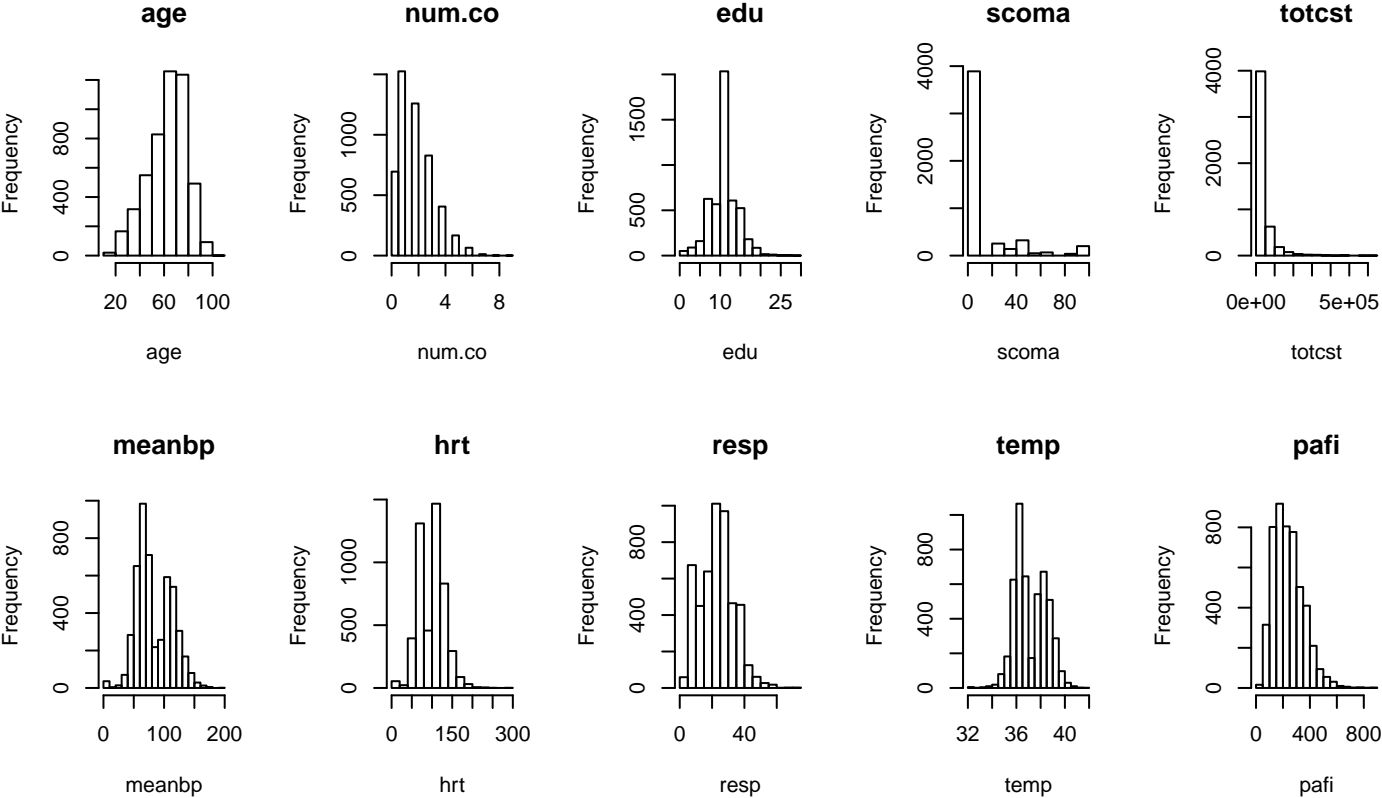 age
Frequency
0 400 800
20 60 100
age
num.co
Frequency
0 500 1000
0 4 8
num.co
edu
Frequency
0 500 1500
0 10 25
edu
scoma
Frequency
0 2000 4000
0 40 80
scoma
totcst
Frequency
0 2000 4000
0e+00 5e+05
totcst
meanbp
Frequency
0 400 800
0 100 200
meanbp
hrt
Frequency
0 500 1000
0 150 300
hrt
resp
Frequency
0 400 800
0 40
resp
temp
Frequency
0 400 800
32 36 40
temp
pafi
Frequency
0 400 800
0 400 800
pafi